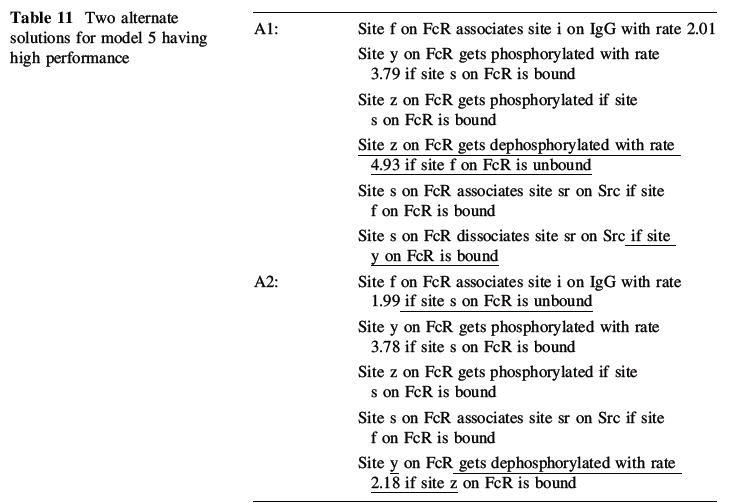 Table 11 Two alternate
solutions for model 5 having
high performance
A1: Site f on FcR associates site i on IgG with rate 2.01
Site y on FcR gets phosphorylated with rate
3.79 if site s on FcR is bound
Site z on FcR gets phosphorylated if site
s on FcR is bound
Site z on FcR gets dephosphorylated with rate
4.93 if site f on FcR is unbound
Site s on FcR associates site sr on Src if site
f on FcR is bound
Site s on FcR dissociates site sr on Src if site
y on FcR is bound
A2: Site f on FcR associates site i on IgG with rate
1.99 if site s on FcR is unbound
Site y on FcR gets phosphorylated with rate
3.78 if site s on FcR is bound
Site z on FcR gets phosphorylated if site
s on FcR is bound
Site s on FcR associates site sr on Src if site
f on FcR is bound
Site y on FcR gets dephosphorylated with rate
2.18 if site z on FcR is bound